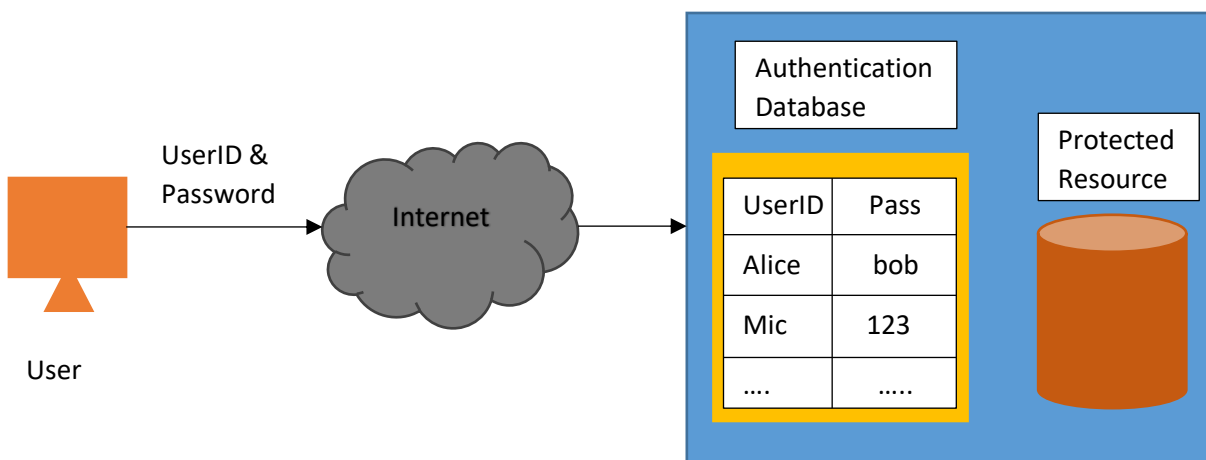 UserID &
Password
User
Internet
Authentication
Database
UserID Pass
Alice bob
Mic 123
.... .....
Protected
Resource